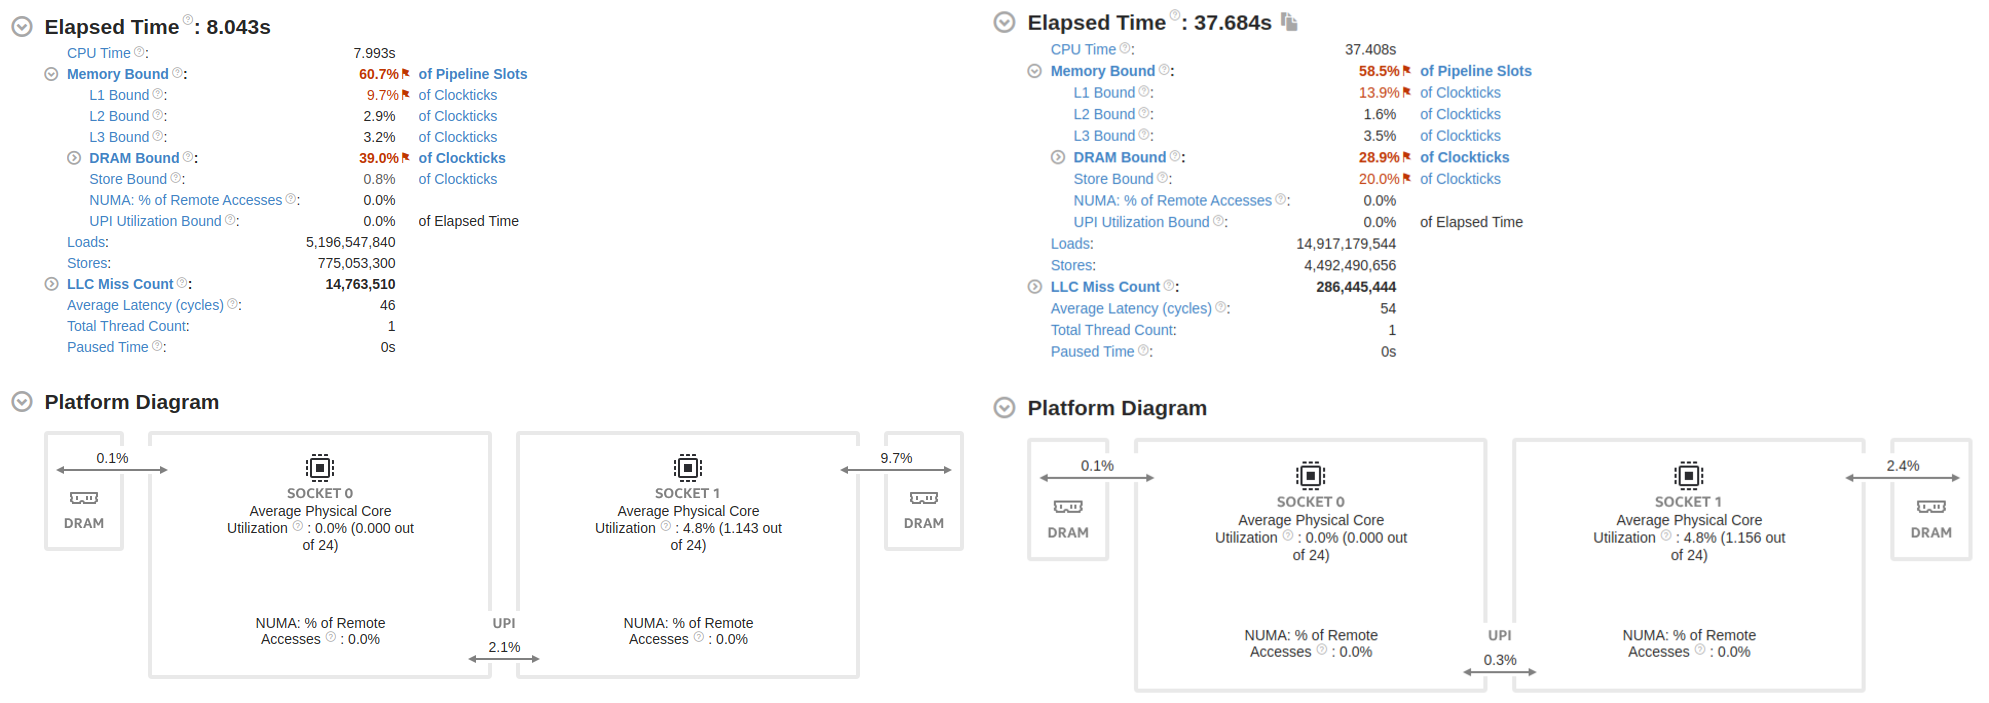 Elapsed Time ?: 8.043s
CPU Time ?: 7.993s
Memory Bound ?: 60.7% of Pipeline Slots
L1 Bound ?: 9.7% of Clockticks
L2 Bound ?: 2.9% of Clockticks
L3 Bound ?: 3.2% of Clockticks
DRAM Bound ?: 39.0% of Clockticks
Store Bound ?: 0.8% of Clockticks
NUMA: % of Remote Accesses ?: 0.0%
UPI Utilization Bound ?: 0.0% of Elapsed Time
Loads: 5,196,547,840
Stores: 775,053,300
LLC Miss Count ?: 14,763,510
Average Latency (cycles) ?: 46
Total Thread Count: 1
Paused Time ?: 0s
Platform Diagram
0.1%
DRAM
SOCKET 0
Average Physical Core
Utilization ? : 0.0% (0.000 out
of 24)
NUMA: % of Remote
Accesses ? : 0.0%
UPI
2.1%
SOCKET 1
Average Physical Core
Utilization ? : 4.8% (1.143 out
of 24)
NUMA: % of Remote
Accesses ? : 0.0%
9.7%
DRAM
Elapsed Time ?: 37.684s
CPU Time ?: 37.408s
Memory Bound ?: 58.5% of Pipeline Slots
L1 Bound ?: 13.9% of Clockticks
L2 Bound ?: 1.6% of Clockticks
L3 Bound ?: 3.5% of Clockticks
DRAM Bound ?: 28.9% of Clockticks
Store Bound ?: 20.0% of Clockticks
NUMA: % of Remote Accesses ?: 0.0%
UPI Utilization Bound ?: 0.0% of Elapsed Time
Loads: 14,917,179,544
Stores: 4,492,490,656
LLC Miss Count ?: 286,445,444
Average Latency (cycles) ?: 54
Total Thread Count: 1
Paused Time ?: 0s
Platform Diagram
0.1%
DRAM
SOCKET 0
Average Physical Core
Utilization ? : 0.0% (0.000 out
of 24)
NUMA: % of Remote
Accesses ? : 0.0%
UPI
0.3%
SOCKET 1
Average Physical Core
Utilization ? : 4.8% (1.156 out
of 24)
NUMA: % of Remote
Accesses ? : 0.0%
2.4%
DRAM